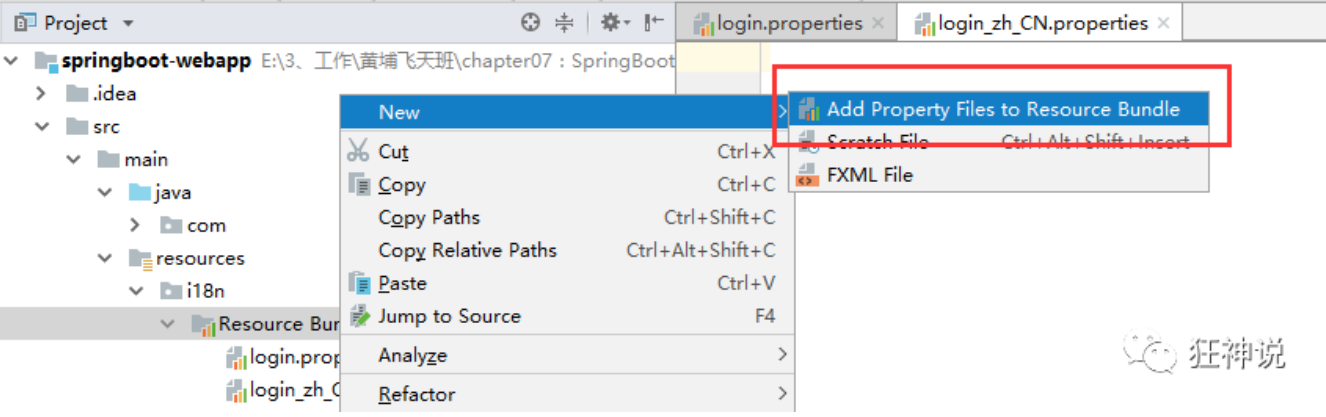 Project
login.properties
login_zh_CN.properties
springboot-webapp E:\3、工作\黄埔飞天班\chapter07 : SpringBoot
.idea
src
main
java
com
resources
i18n
Resource Bun
login.prop
login_zh_C
New
Cut Ctrl+X
Copy Ctrl+C
Copy Paths Ctrl+Shift+C
Copy Relative Paths Ctrl+Alt+Shift+C
Paste Ctrl+V
Jump to Source F4
Analyze
Refactor
Add Property Files to Resource Bundle
Scratch File Ctrl+Alt+Shift+Insert
FXML File
狂神说